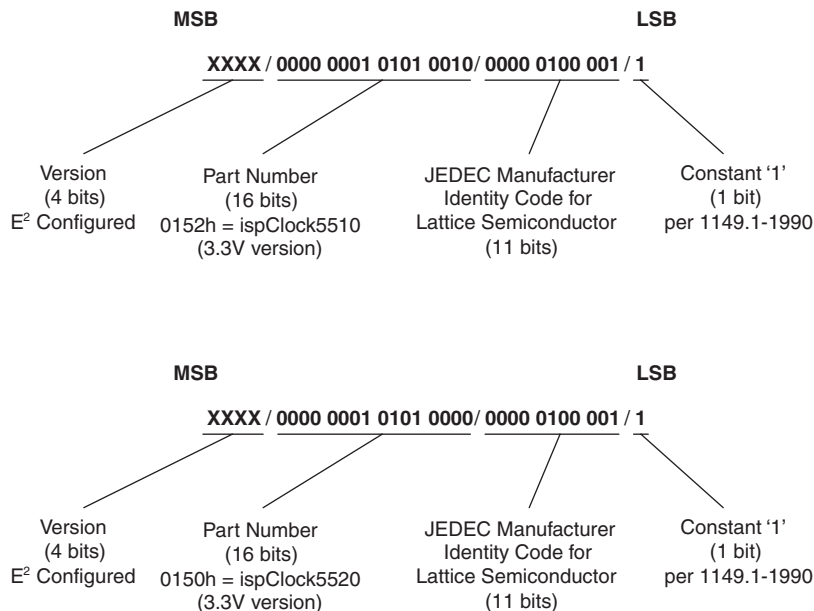 MSB LSB
XXXX / 0000 0001 0101 0010/ 0000 0100 001 / 1
Version
(4 bits)
E² Configured
Part Number
(16 bits)
0152h = ispClock5510
(3.3V version)
JEDEC Manufacturer
Identity Code for
Lattice Semiconductor
(11 bits)
Constant ‘1’
(1 bit)
per 1149.1-1990
MSB LSB
XXXX / 0000 0001 0101 0000/ 0000 0100 001 / 1
Version
(4 bits)
E² Configured
Part Number
(16 bits)
0150h = ispClock5520
(3.3V version)
JEDEC Manufacturer
Identity Code for
Lattice Semiconductor
(11 bits)
Constant ‘1’
(1 bit)
per 1149.1-1990